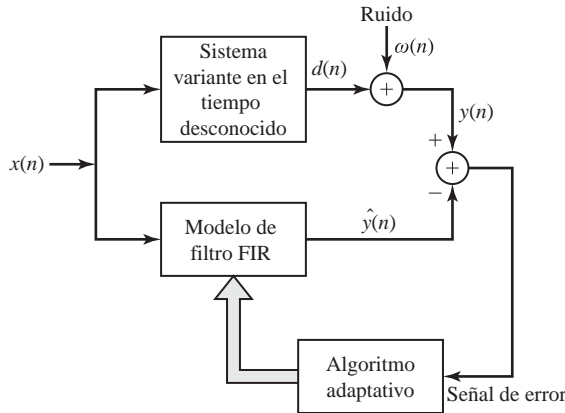 Ruido
ω(n)
Sistema
variante en el
tiempo
desconocido
d(n)
+
y(n)
x(n)
+
+
−
Modelo de
filtro FIR
ŷ(n)
Algoritmo
adaptativo
Señal de error